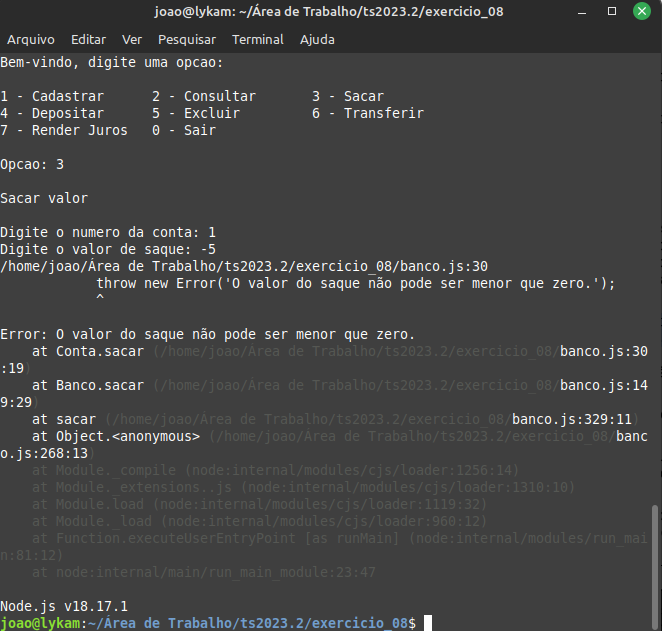 joao@lykam: ~/Área de Trabalho/ts2023.2/exercicio_08
Arquivo Editar Ver Pesquisar Terminal Ajuda
Bem-vindo, digite uma opcao:
1 - Cadastrar 2 - Consultar 3 - Sacar
4 - Depositar 5 - Excluir 6 - Transferir
7 - Render Juros 0 - Sair
Opcao: 3
Sacar valor
Digite o numero da conta: 1
Digite o valor de saque: -5
/home/joao/Área de Trabalho/ts2023.2/exercicio_08/banco.js:30
throw new Error('O valor do saque não pode ser menor que zero.');
^
Error: O valor do saque não pode ser menor que zero.
at Conta.sacar (/home/joao/Área de Trabalho/ts2023.2/exercicio_08/banco.js:30
:19)
at Banco.sacar (/home/joao/Área de Trabalho/ts2023.2/exercicio_08/banco.js:14
9:29)
at sacar (/home/joao/Área de Trabalho/ts2023.2/exercicio_08/banco.js:329:11)
at Object.<anonymous> (/home/joao/Área de Trabalho/ts2023.2/exercicio_08/banc
o.js:268:13)
at Module._compile (node:internal/modules/cjs/loader:1256:14)
at Module._extensions..js (node:internal/modules/cjs/loader:1310:10)
at Module.load (node:internal/modules/cjs/loader:1119:32)
at Module._load (node:internal/modules/cjs/loader:960:12)
at Function.executeUserEntryPoint [as runMain] (node:internal/modules/run_mai
n:81:12)
at node:internal/main/run_main_module:23:47
Node.js v18.17.1
joao@lykam:~/Área de Trabalho/ts2023.2/exercicio_08$